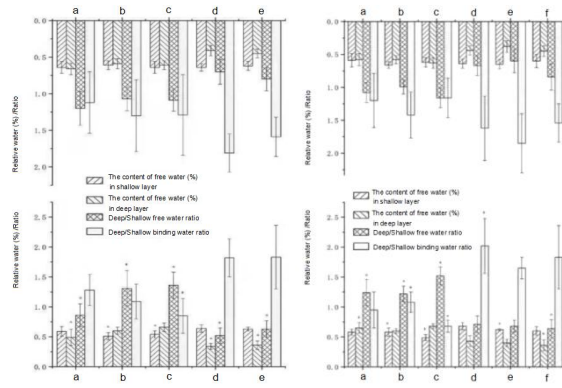 a b c d e
0.0
0.5
1.0
1.5
2.0
Relative water (%) /Ratio
The content of free water (%)
in shallow layer
The content of free water (%)
in deep layer
Deep/Shallow free water ratio
Deep/Shallow binding water ratio
2.5
2.0
1.5
1.0
0.5
0.0
Relative water (%) /Ratio
a b c d e
a b c d e f
0.0
0.5
1.0
1.5
2.0
Relative water (%) /Ratio
The content of free water (%)
in shallow layer
The content of free water (%)
in deep layer
Deep/Shallow free water ratio
Deep/Shallow binding water ratio
2.5
2.0
1.5
1.0
0.5
0.0
Relative water (%) /Ratio
a b c d e f